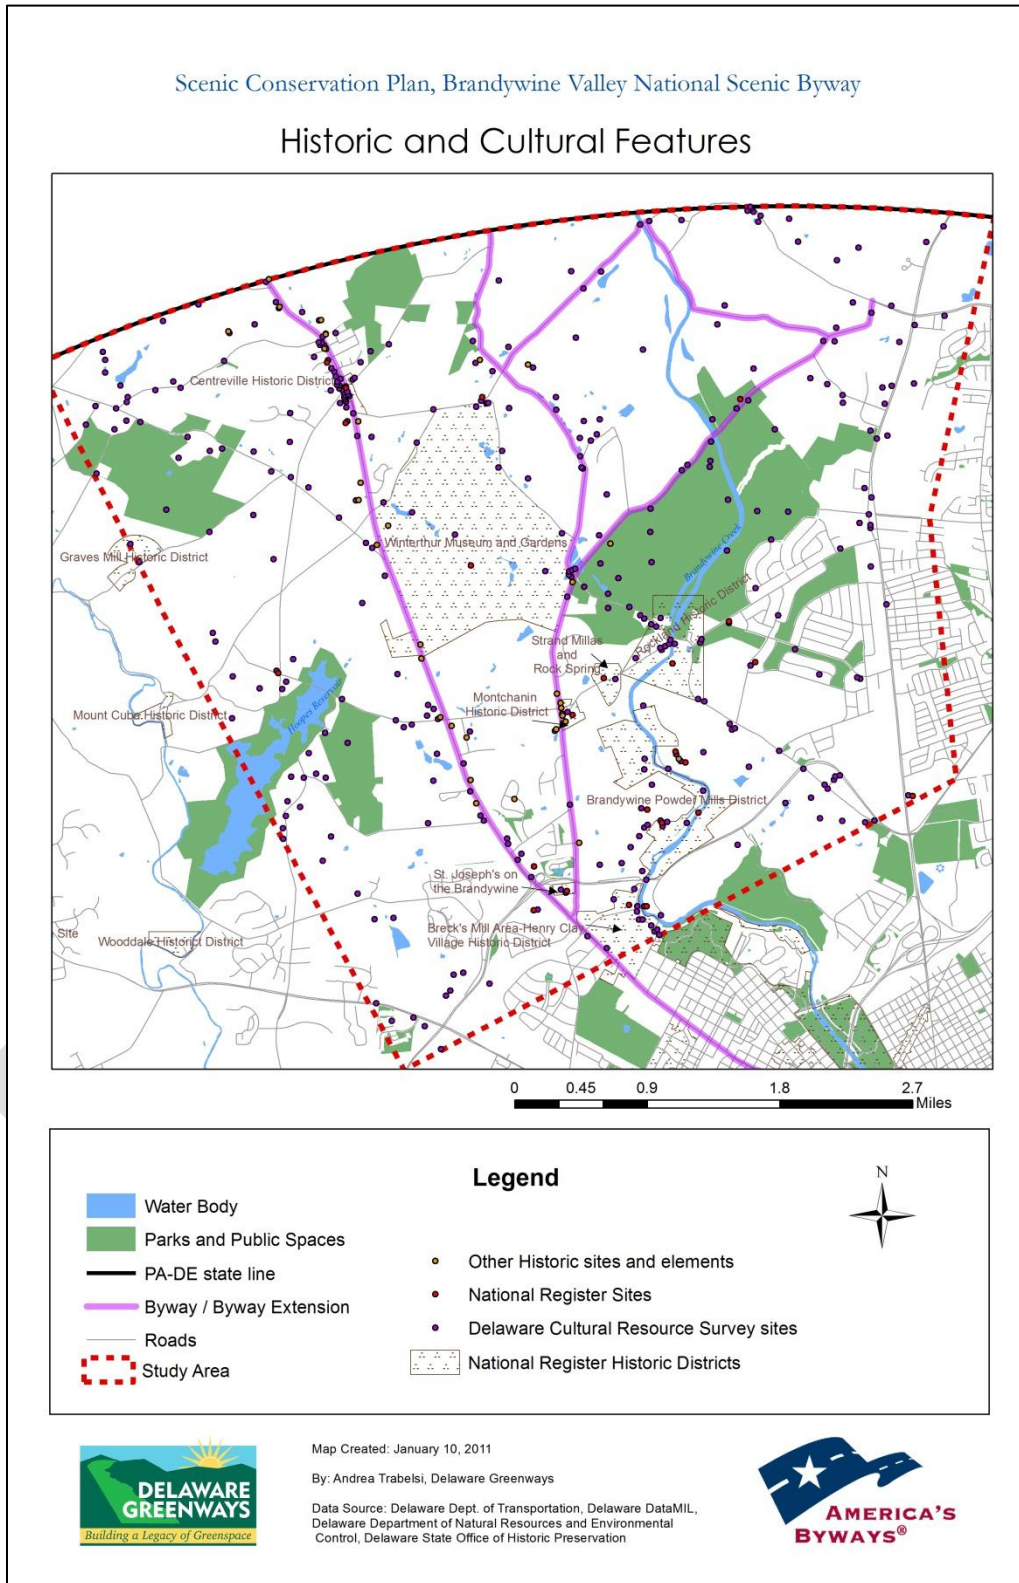 Scenic Conservation Plan, Brandywine Valley National Scenic Byway
Historic and Cultural Features
Centreville Historic District
Winterthur Museum and Gardens
Graves Mill Historic District
Brandywine Creek
Rockland Historic District
Strand Millas
and
Rock Spring
Montchanin
Historic District
Mount Cuba Historic District
Hoopes Reservoir
Brandywine Powder Mills District
St. Joseph's on
the Brandywine
Breck's Mill Area-Henry Clay
Village Historic District
Site
Wooddale Historict District
0 0.45 0.9 1.8 2.7
Miles
Legend
N
Water Body
Parks and Public Spaces
PA-DE state line
Byway / Byway Extension
Roads
Study Area
Other Historic sites and elements
National Register Sites
Delaware Cultural Resource Survey sites
National Register Historic Districts
DELAWARE
GREENWAYS
Building a Legacy of Greenspace
Map Created: January 10, 2011
By: Andrea Trabelsi, Delaware Greenways
Data Source: Delaware Dept. of Transportation, Delaware DataMIL,
Delaware Department of Natural Resources and Environmental
Control, Delaware State Office of Historic Preservation
AMERICA'S
BYWAYS®